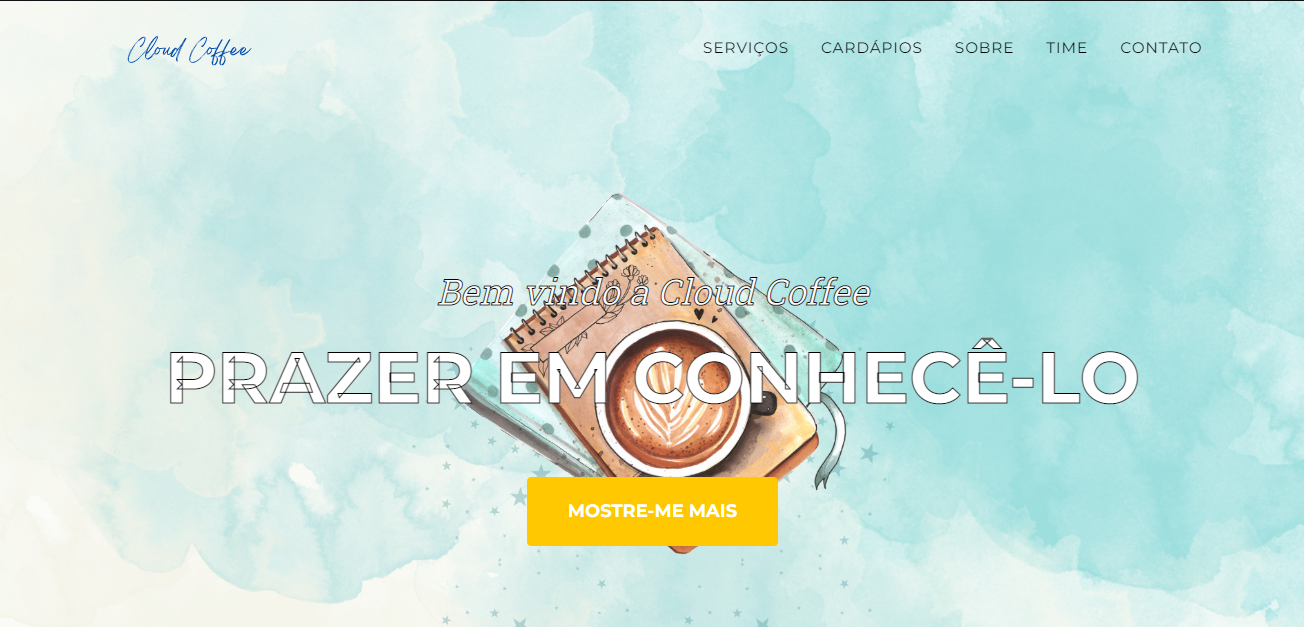 Cloud Coffee
SERVIÇOS CARDÁPIOS SOBRE TIME CONTATO
Bem vindo a Cloud Coffee
PRAZER EM CONHECÊ-LO
MOSTRE-ME MAIS